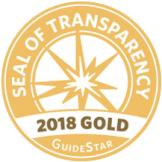 SEAL OF TRANSPARENCY
2018 GOLD
GUIDESTAR